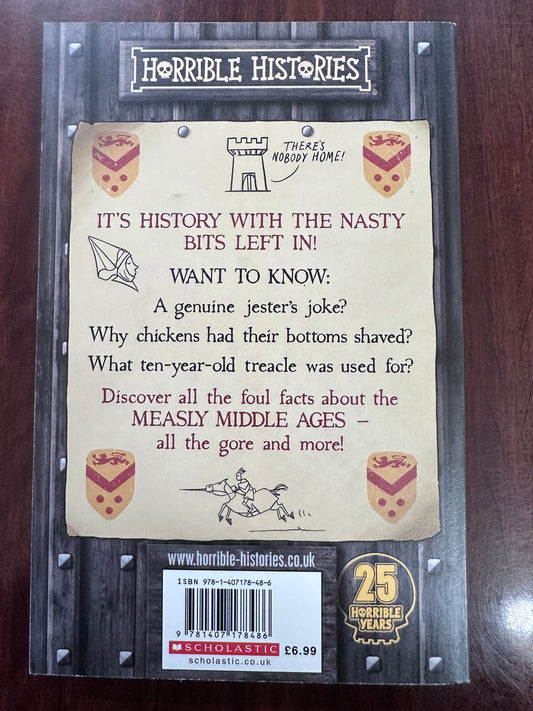 HORRIBLE HISTORIES
®
THERE'S
NOBODY HOME!
IT'S HISTORY WITH THE NASTY
BITS LEFT IN!
WANT TO KNOW:
A genuine jester's joke?
Why chickens had their bottoms shaved?
What ten-year-old treacle was used for?
Discover all the foul facts about the
MEASLY MIDDLE AGES –
all the gore and more!
www.horrible-histories.co.uk
ISBN 978-1-407178-48-6
9 781407 178486
SCHOLASTIC £6.99
scholastic.co.uk
25
HORRIBLE
YEARS